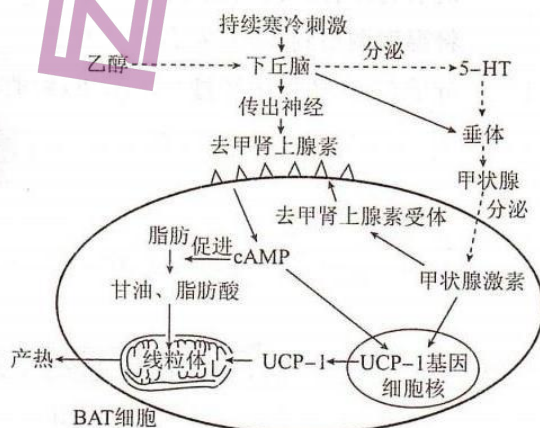 持续寒冷刺激
乙醇 下丘脑 分泌 5-HT
传出神经
垂体
去甲肾上腺素
甲状腺
分泌
去甲肾上腺素受体
脂肪 促进 cAMP
甲状腺激素
甘油、脂肪酸
产热 线粒体 UCP-1 UCP-1基因
细胞核
BAT细胞